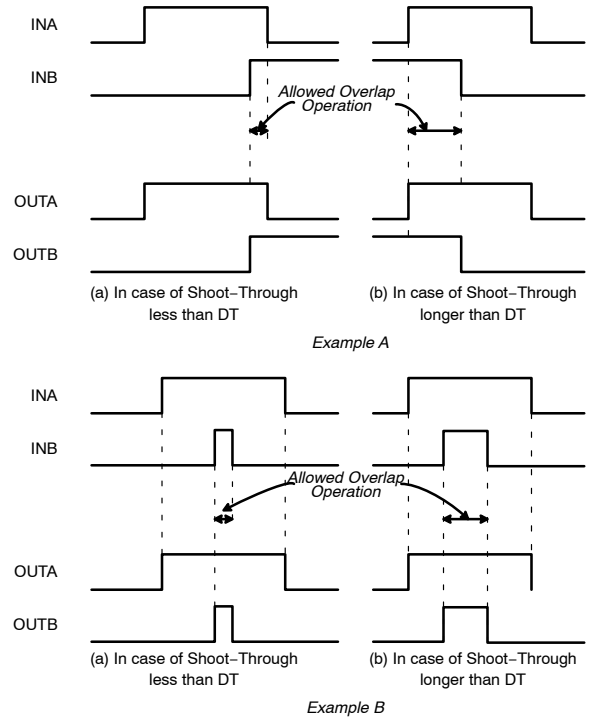 INA
INB
Allowed Overlap
Operation
OUTA
OUTB
(a) In case of Shoot−Through
less than DT
(b) In case of Shoot−Through
longer than DT
Example A
INA
INB
Allowed Overlap
Operation
OUTA
OUTB
(a) In case of Shoot−Through
less than DT
(b) In case of Shoot−Through
longer than DT
Example B